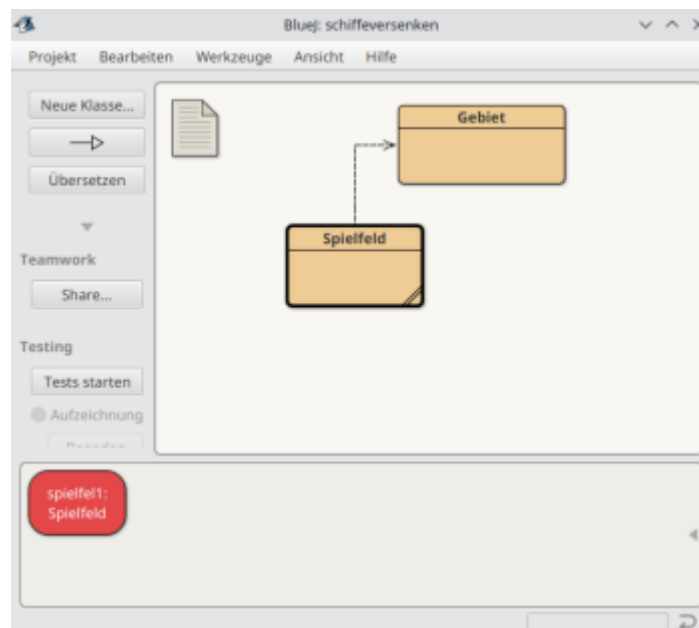 BlueJ: schiffeversenken
Projekt Bearbeiten Werkzeuge Ansicht Hilfe
Neue Klasse...
Übersetzen
Teamwork
Share...
Testing
Tests starten
Aufzeichnung
Gebiet
Spielfeld
spielfel1:
Spielfeld